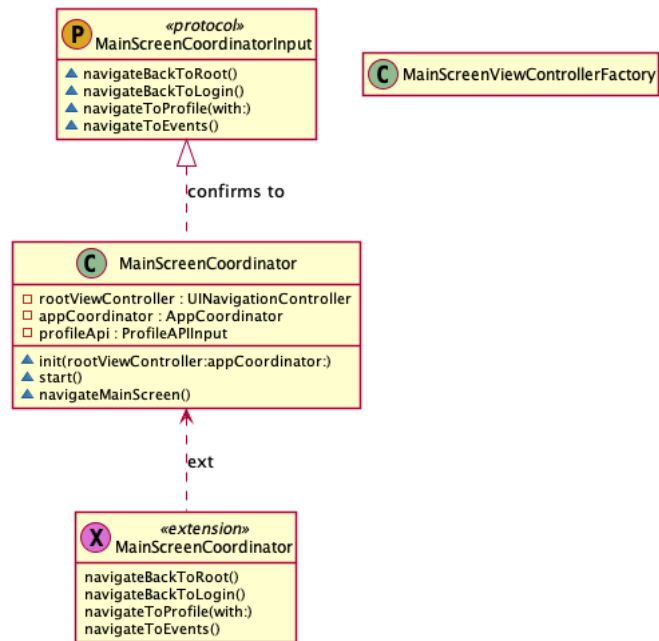 P
«protocol»
MainScreenCoordinatorInput
navigateBackToRoot()
navigateBackToLogin()
navigateToProfile(with:)
navigateToEvents()
C MainScreenViewControllerFactory
confirms to
C MainScreenCoordinator
rootViewController : UINavigationController
appCoordinator : AppCoordinator
profileApi : ProfileAPIInput
init(rootViewController:appCoordinator:)
start()
navigateMainScreen()
ext
X
«extension»
MainScreenCoordinator
navigateBackToRoot()
navigateBackToLogin()
navigateToProfile(with:)
navigateToEvents()